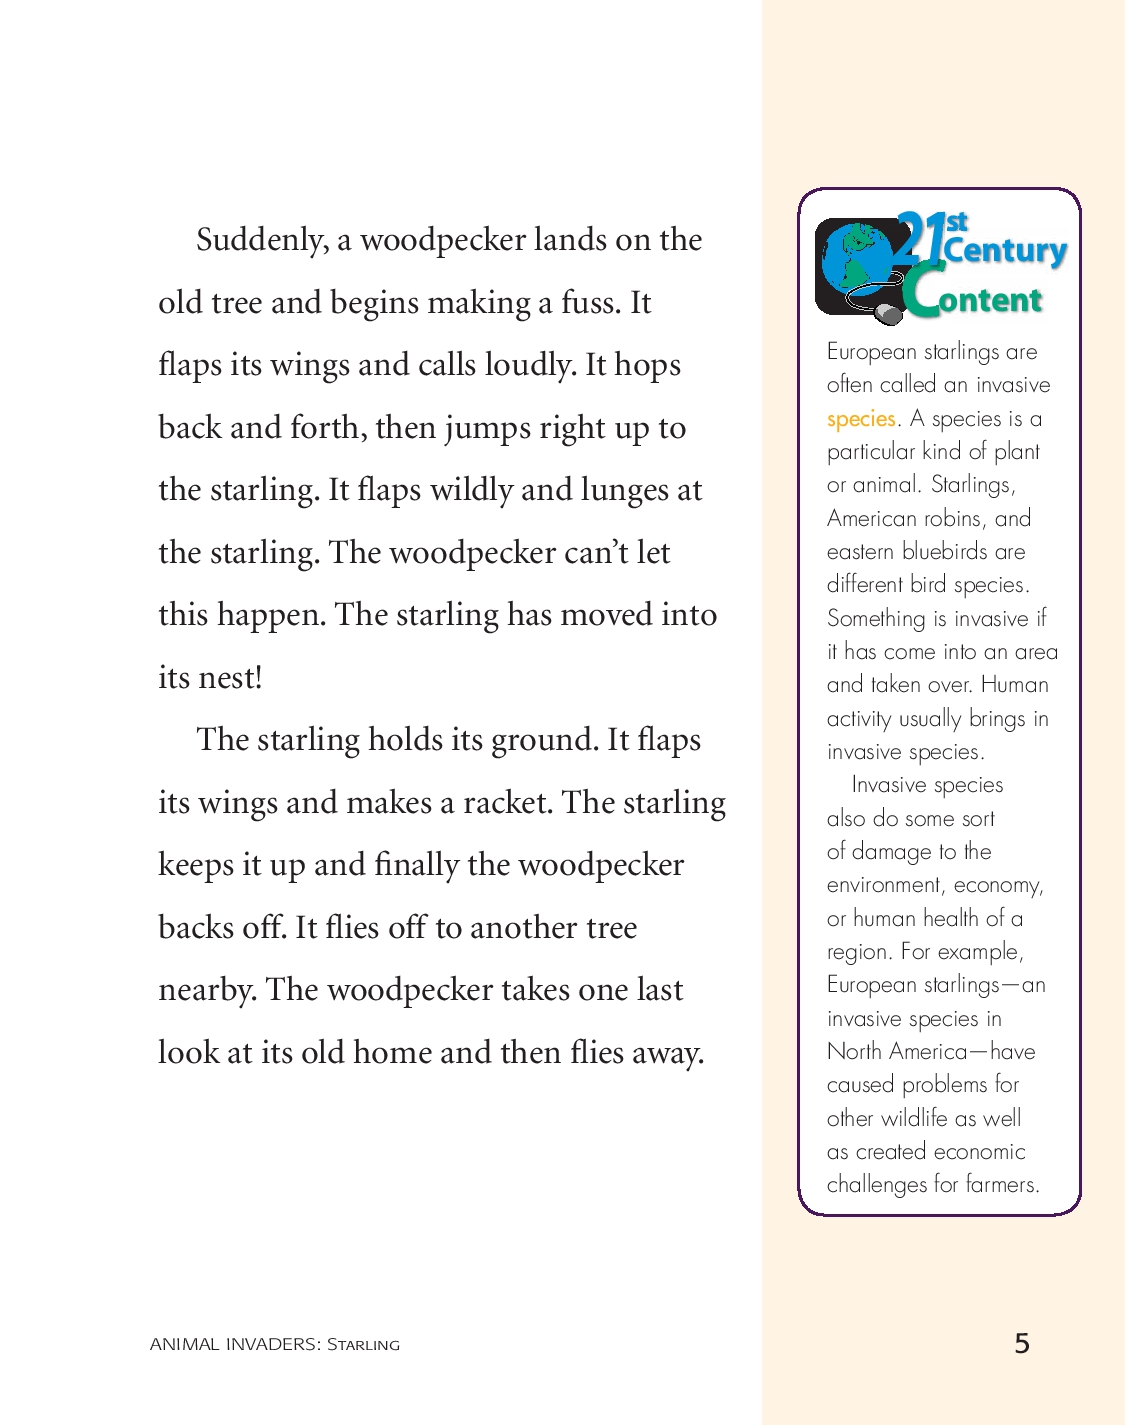 Suddenly, a woodpecker lands on the
old tree and begins making a fuss. It
flaps its wings and calls loudly. It hops
back and forth, then jumps right up to
the starling. It flaps wildly and lunges at
the starling. The woodpecker can’t let
this happen. The starling has moved into
its nest!
The starling holds its ground. It flaps
its wings and makes a racket. The starling
keeps it up and finally the woodpecker
backs off. It flies off to another tree
nearby. The woodpecker takes one last
look at its old home and then flies away.
21st
Century
Content
European starlings are
often called an invasive
species. A species is a
particular kind of plant
or animal. Starlings,
American robins, and
eastern bluebirds are
different bird species.
Something is invasive if
it has come into an area
and taken over. Human
activity usually brings in
invasive species.
Invasive species
also do some sort
of damage to the
environment, economy,
or human health of a
region. For example,
European starlings—an
invasive species in
North America—have
caused problems for
other wildlife as well
as created economic
challenges for farmers.
ANIMAL INVADERS: Starling
5